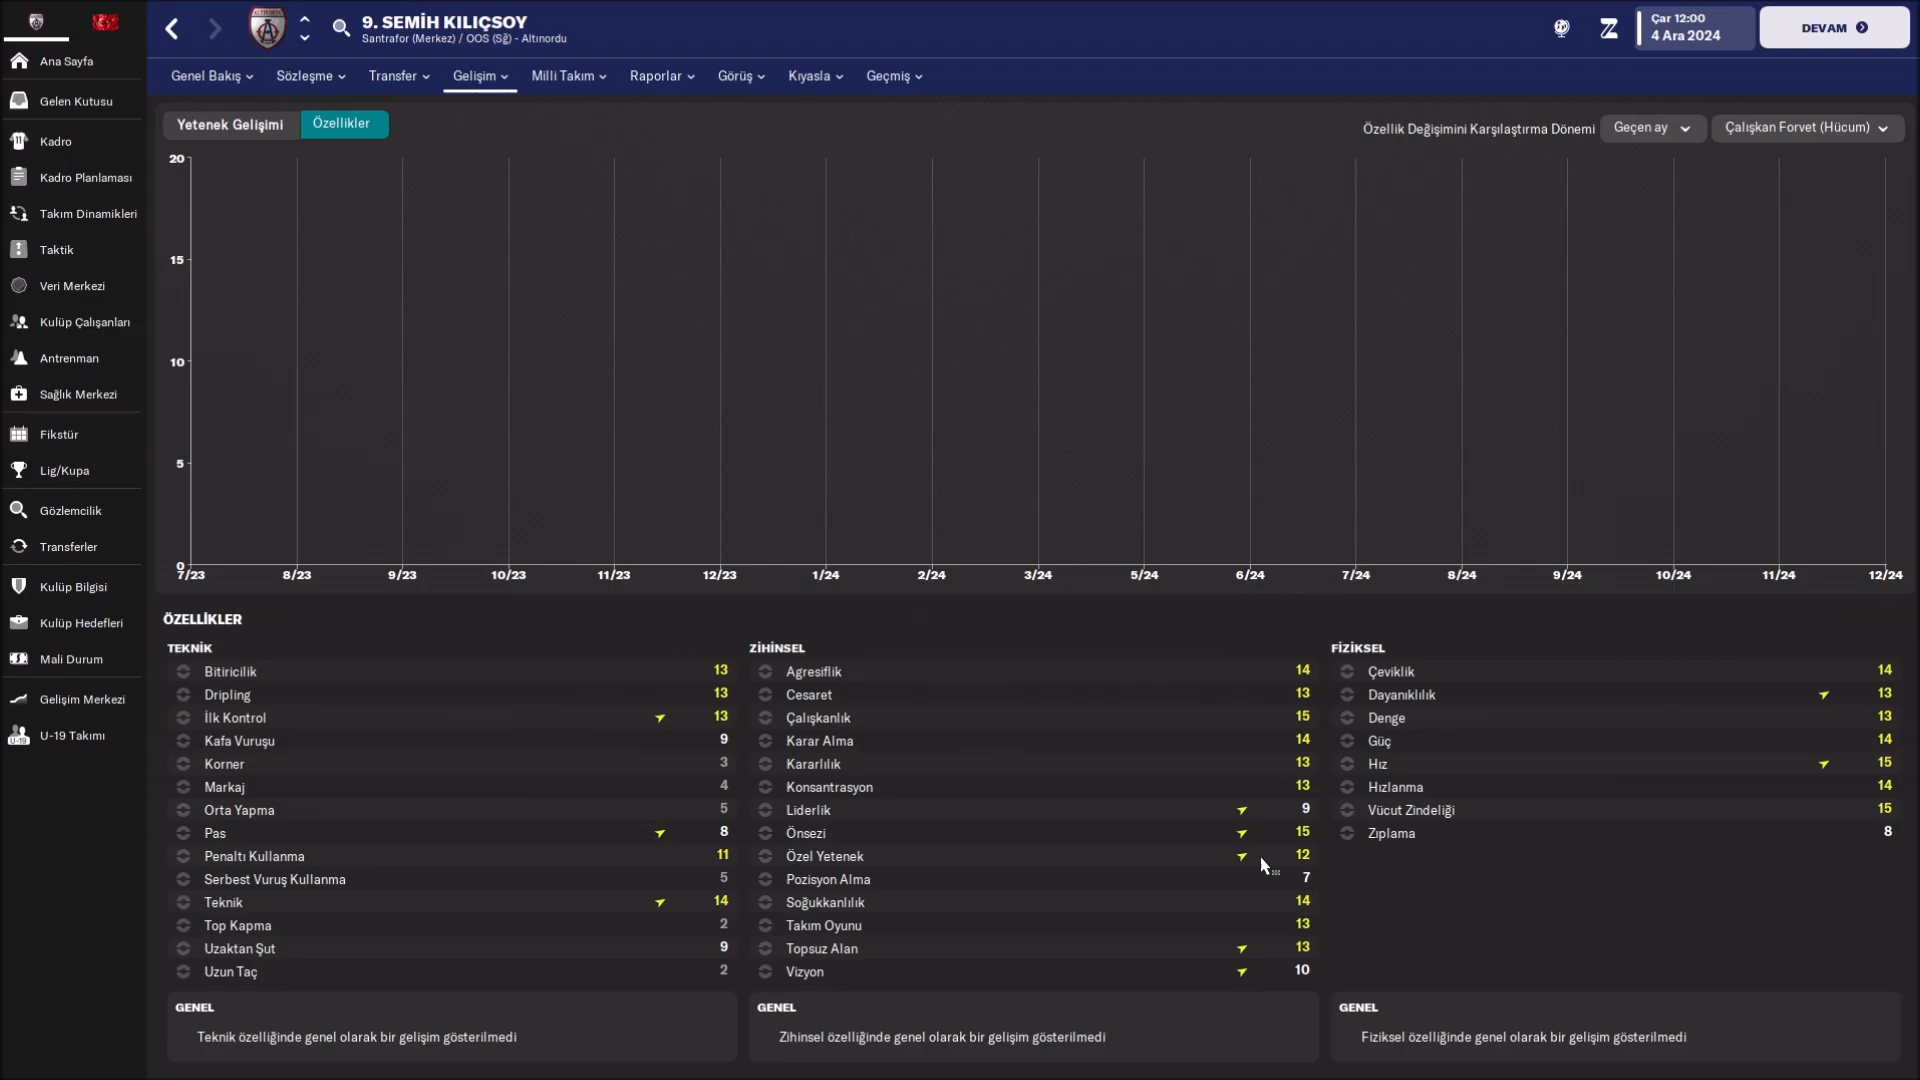 9. SEMİH KILIÇSOY
Santrafor (Merkez) / OOS (Sğ) - Altınordu
Çar 12:00
4 Ara 2024
DEVAM
Ana Sayfa
Gelen Kutusu
Kadro
Kadro Planlaması
Takım Dinamikleri
Taktik
Veri Merkezi
Kulüp Çalışanları
Antrenman
Sağlık Merkezi
Fikstür
Lig/Kupa
Gözlemcilik
Transferler
Kulüp Bilgisi
Kulüp Hedefleri
Mali Durum
Gelişim Merkezi
U-19 Takımı
Genel Bakış Sözleşme Transfer Gelişim Milli Takım Raporlar Görüş Kıyasla Geçmiş
Yetenek Gelişimi Özellikler
Özellik Değişimini Karşılaştırma Dönemi Geçen ay Çalışkan Forvet (Hücum)
20
15
10
5
0
7/23 8/23 9/23 10/23 11/23 12/23 1/24 2/24 3/24 5/24 6/24 7/24 8/24 9/24 10/24 11/24 12/24
ÖZELLİKLER
TEKNİK
Bitiricilik 13
Dripling 13
İlk Kontrol 13
Kafa Vuruşu 9
Korner 3
Markaj 4
Orta Yapma 5
Pas 8
Penaltı Kullanma 11
Serbest Vuruş Kullanma 5
Teknik 14
Top Kapma 2
Uzaktan Şut 9
Uzun Taç 2
GENEL
Teknik özelliğinde genel olarak bir gelişim gösterilmedi
ZİHİNSEL
Agresiflik 14
Cesaret 13
Çalışkanlık 15
Karar Alma 14
Kararlılık 13
Konsantrasyon 13
Liderlik 9
Önsezi 15
Özel Yetenek 12
Pozisyon Alma 7
Soğukkanlılık 14
Takım Oyunu 13
Topsuz Alan 13
Vizyon 10
GENEL
Zihinsel özelliğinde genel olarak bir gelişim gösterilmedi
FİZİKSEL
Çeviklik 14
Dayanıklılık 13
Denge 13
Güç 14
Hız 15
Hızlanma 14
Vücut Zindeliği 15
Zıplama 8
GENEL
Fiziksel özelliğinde genel olarak bir gelişim gösterilmedi